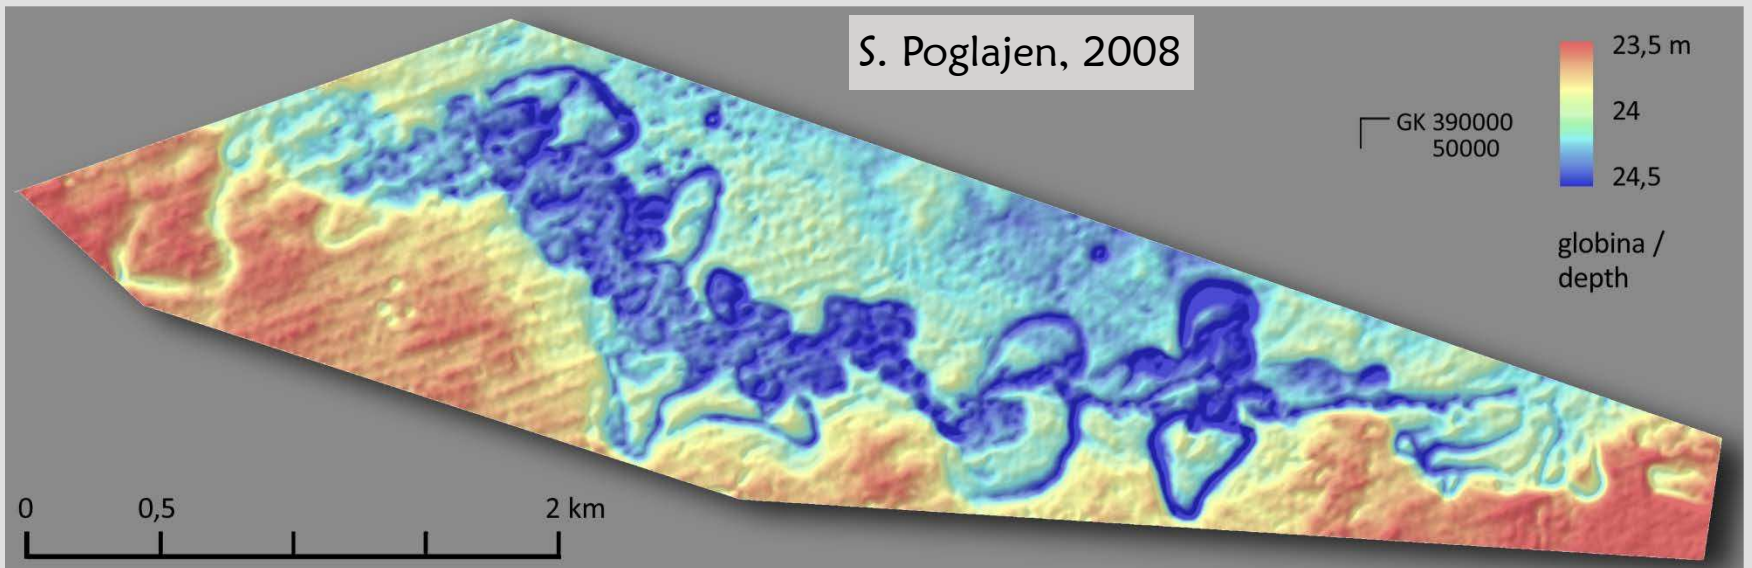 S. Poglajen, 2008
GK 390000
50000
23,5 m
24
24,5
globina /
depth
0 0,5 2 km